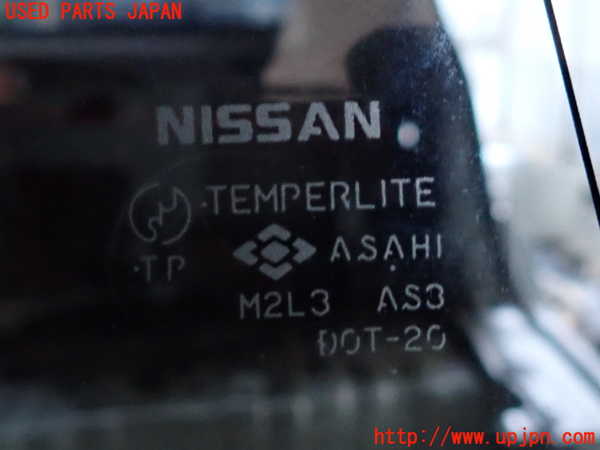 USED PARTS JAPAN
NISSAN
·TEMPERLITE
·TP
ASAHI
M2L3 AS3
DOT-20
http://www.upjpn.com